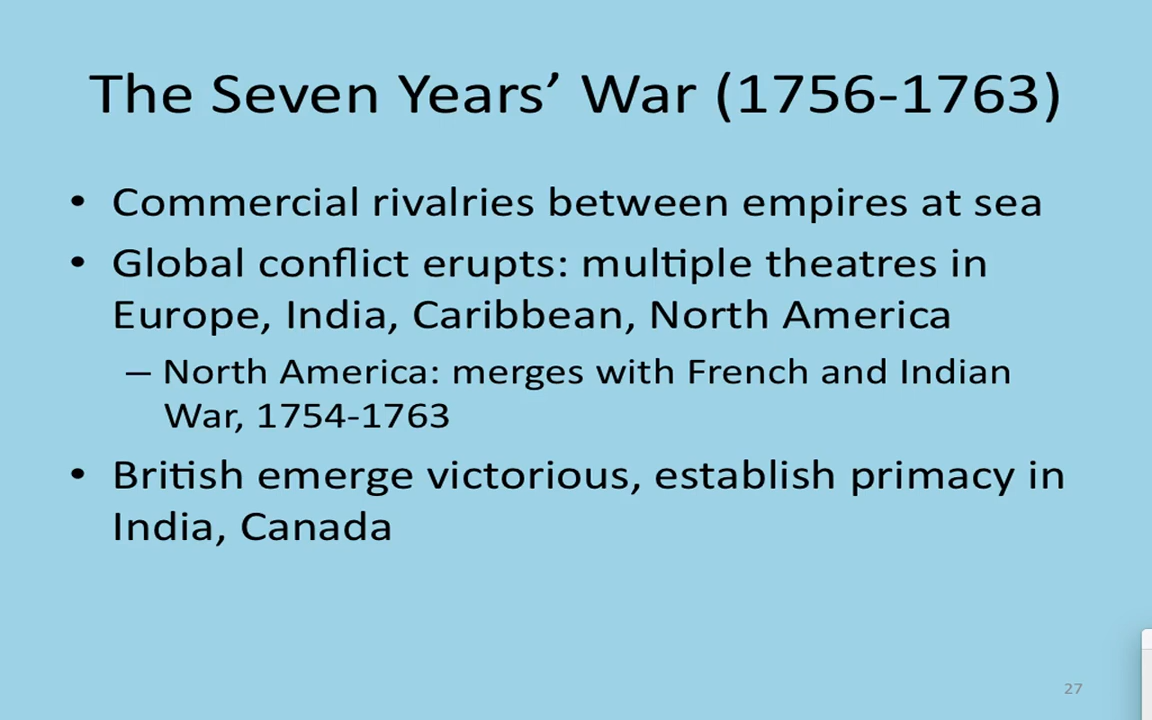 The Seven Years’ War (1756-1763)
• Commercial rivalries between empires at sea
• Global conflict erupts: multiple theatres in
Europe, India, Caribbean, North America
– North America: merges with French and Indian
War, 1754-1763
• British emerge victorious, establish primacy in
India, Canada
27